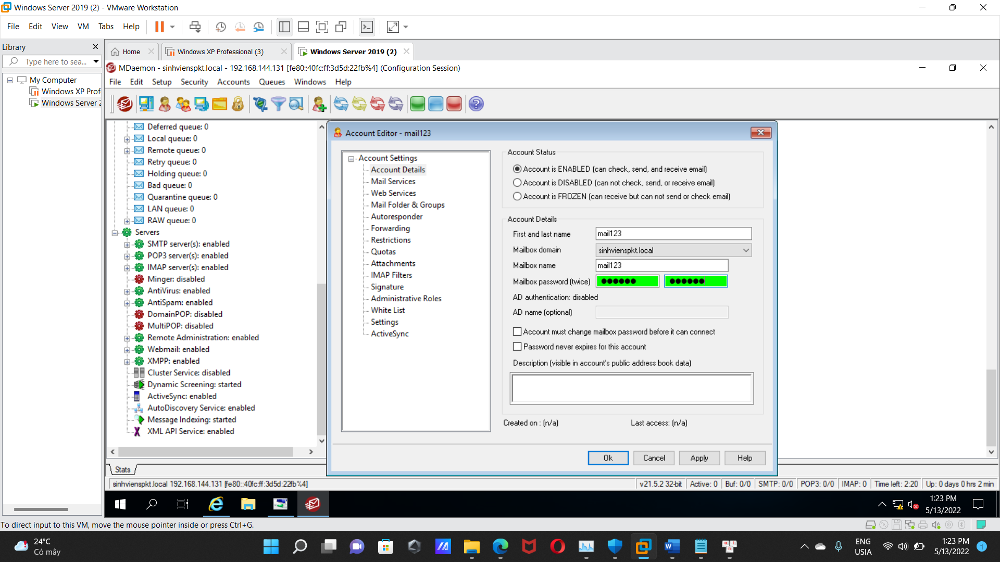 Windows Server 2019 (2) - VMware Workstation
File Edit View VM Tabs Help
Library
Type here to sea...
My Computer
Windows XP Prof
Windows Server 2
Home
Windows XP Professional (3)
Windows Server 2019 (2)
MDaemon - sinhvienspkt.local - 192.168.144.131 [fe80::40fc:ff:3d5d:22fb%4] (Configuration Session)
File Edit Setup Security Accounts Queues Windows Help
Deferred queue: 0
Local queue: 0
Remote queue: 0
Retry queue: 0
Holding queue: 0
Bad queue: 0
Quarantine queue: 0
LAN queue: 0
RAW queue: 0
Servers
SMTP server(s): enabled
POP3 server(s): enabled
IMAP server(s): enabled
Minger: disabled
AntiVirus: enabled
AntiSpam: enabled
DomainPOP: disabled
MultiPOP: disabled
Remote Administration: enabled
Webmail: enabled
XMPP: enabled
Cluster Service: disabled
Dynamic Screening: started
ActiveSync: enabled
AutoDiscovery Service: enabled
Message Indexing: started
XML API Service: enabled
Stats
Account Editor - mail123
Account Settings
Account Details
Mail Services
Web Services
Mail Folder & Groups
Autoresponder
Forwarding
Restrictions
Quotas
Attachments
IMAP Filters
Signature
Administrative Roles
White List
Settings
ActiveSync
Account Status
Account is ENABLED (can check, send, and receive email)
Account is DISABLED (can not check, send, or receive email)
Account is FROZEN (can receive but can not send or check email)
Account Details
First and last name mail123
Mailbox domain sinhvienspkt.local
Mailbox name mail123
Mailbox password (twice) ●●●●●● ●●●●●●
AD authentication: disabled
AD name (optional)
Account must change mailbox password before it can connect
Password never expires for this account
Description (visible in account's public address book data)
Created on : (n/a) Last access: (n/a)
Ok Cancel Apply Help
sinhvienspkt.local 192.168.144.131 [fe80::40fc:ff:3d5d:22fb%4] v21.5.2 32-bit Active: 0 Buf: 0/0 SMTP: 0/0 POP3: 0/0 IMAP: 0 Time left: 2:20 Up: 0 days 0 hrs 2 min
1:23 PM
5/13/2022
To direct input to this VM, move the mouse pointer inside or press Ctrl+G.
24°C
Có mây
ENG
USIA
1:23 PM
5/13/2022
1